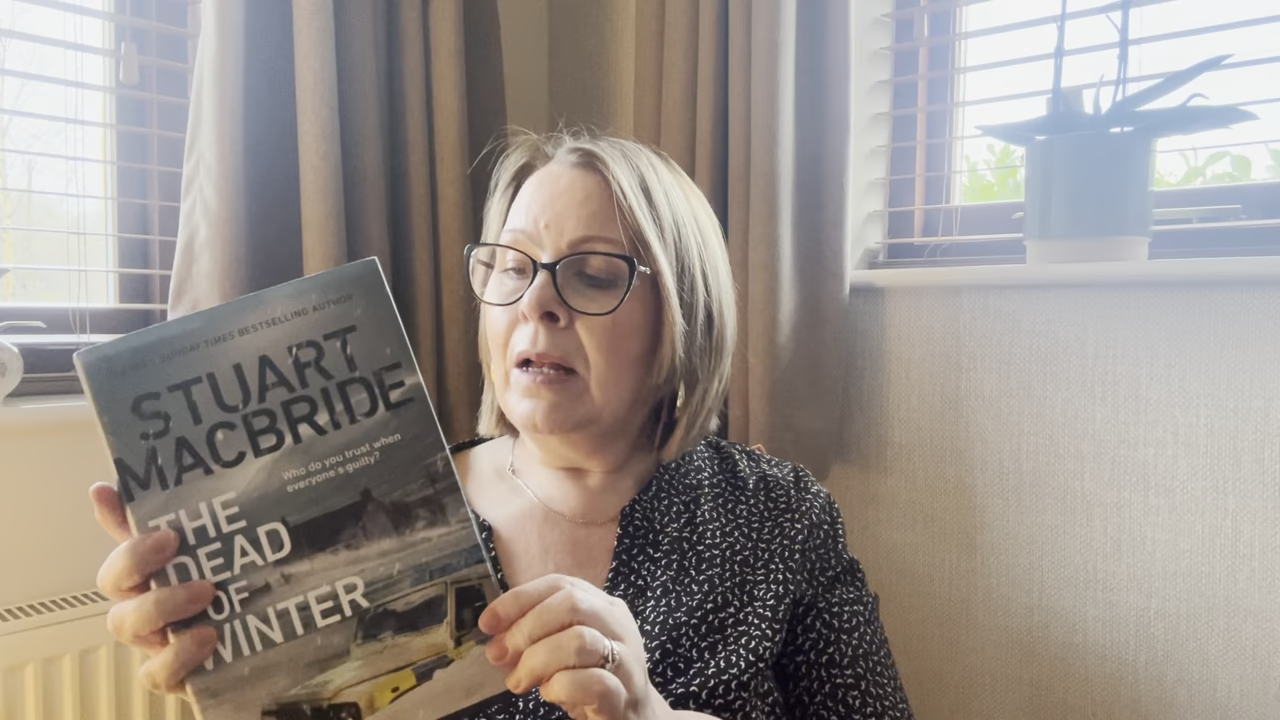 SUNDAY TIMES BESTSELLING AUTHOR
STUART
MACBRIDE
Who do you trust when
everyone's guilty?
THE
DEAD
OF
WINTER